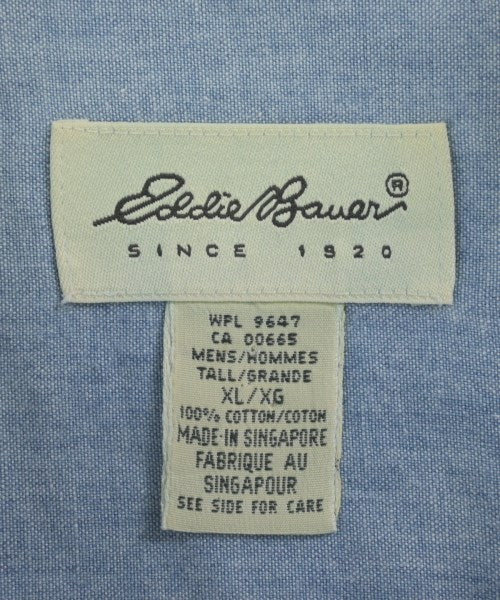 Eddie Bauer®
SINCE 1920
WPL 9647
CA 00665
MENS/HOMMES
TALL/GRANDE
XL/XG
100% COTTON/COTON
MADE IN SINGAPORE
FABRIQUE AU
SINGAPOUR
SEE SIDE FOR CARE